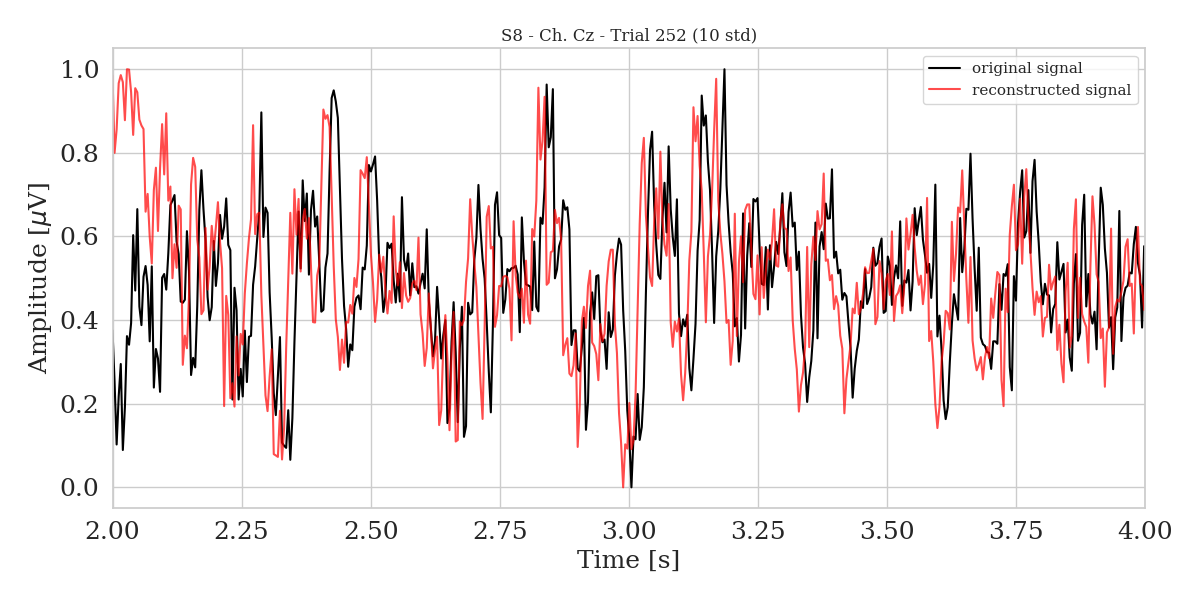 S8 - Ch. Cz - Trial 252 (10 std)
original signal
reconstructed signal
Amplitude [μV]
1.0
0.8
0.6
0.4
0.2
0.0
2.00 2.25 2.50 2.75 3.00 3.25 3.50 3.75 4.00
Time [s]